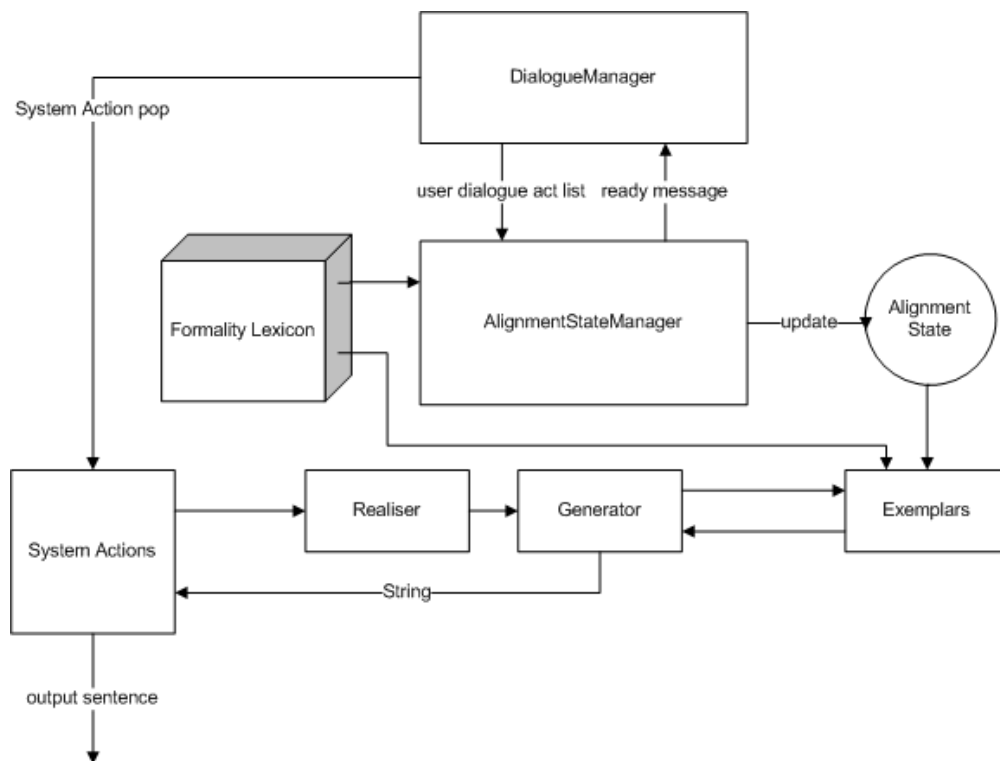 DialogueManager
System Action pop
user dialogue act list
ready message
Formality Lexicon
AlignmentStateManager
update
Alignment
State
System Actions
Realiser
Generator
Exemplars
String
output sentence